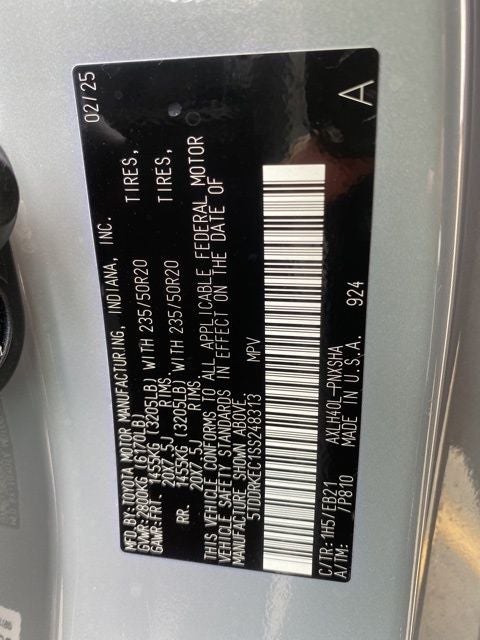 MFD.BY:TOYOTA MOTOR MANUFACTURING, INDIANA, INC. 02/25
GVWR:2800KG (6170LB)
GAWR:FRT. 1455KG (3205LB) WITH 235/50R20 TIRES,
20X7.5J RIMS,
RR. 1455KG (3205LB) WITH 235/50R20 TIRES,
20X7.5J RIMS,
THIS VEHICLE CONFORMS TO ALL APPLICABLE FEDERAL MOTOR
VEHICLE SAFETY STANDARDS IN EFFECT ON THE DATE OF
MANUFACTURE SHOWN ABOVE.
5TDDRKEC1SS248313 MPV
C/TR:1H5/EB21 AXLH40L-PNXSHA A
A/TM: /P810 MADE IN U.S.A. 924